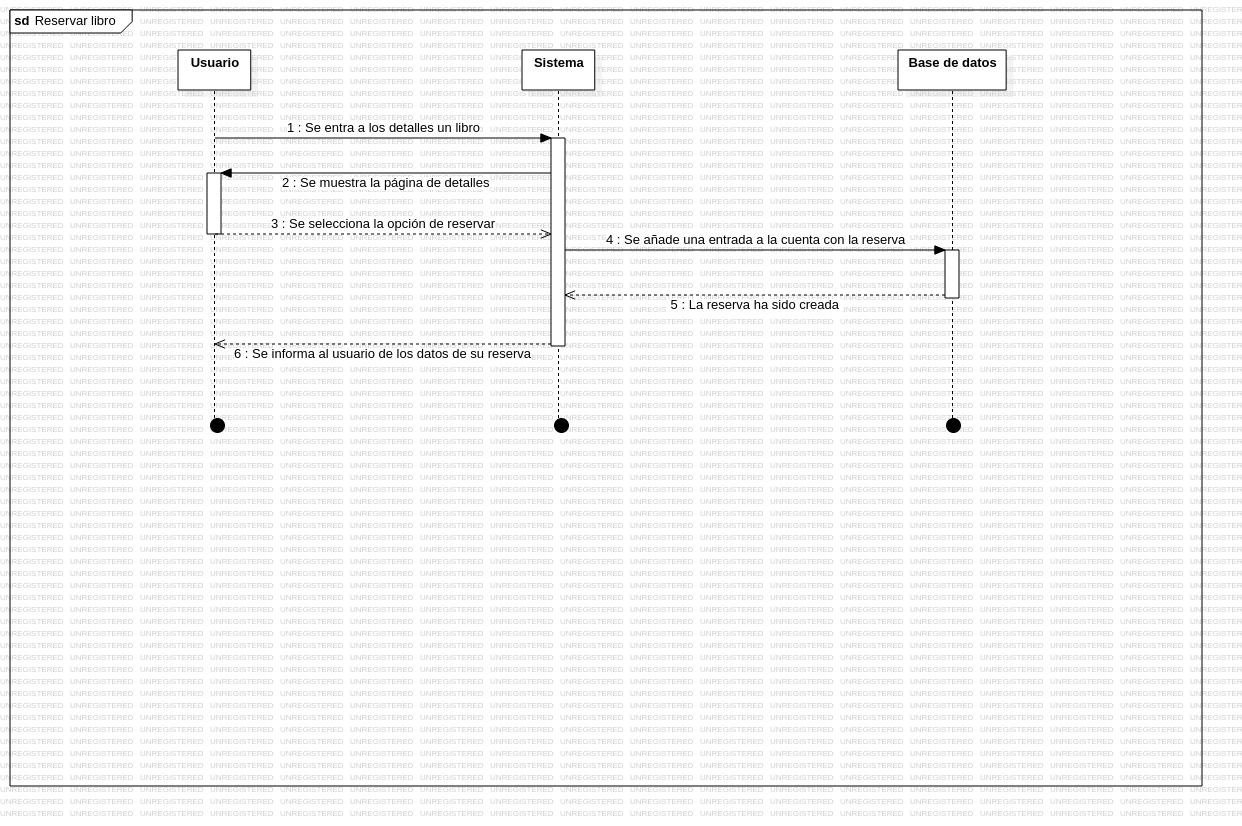 sd Reservar libro
Usuario
Sistema
Base de datos
1 : Se entra a los detalles un libro
2 : Se muestra la página de detalles
3 : Se selecciona la opción de reservar
4 : Se añade una entrada a la cuenta con la reserva
5 : La reserva ha sido creada
6 : Se informa al usuario de los datos de su reserva
UNREGISTERED